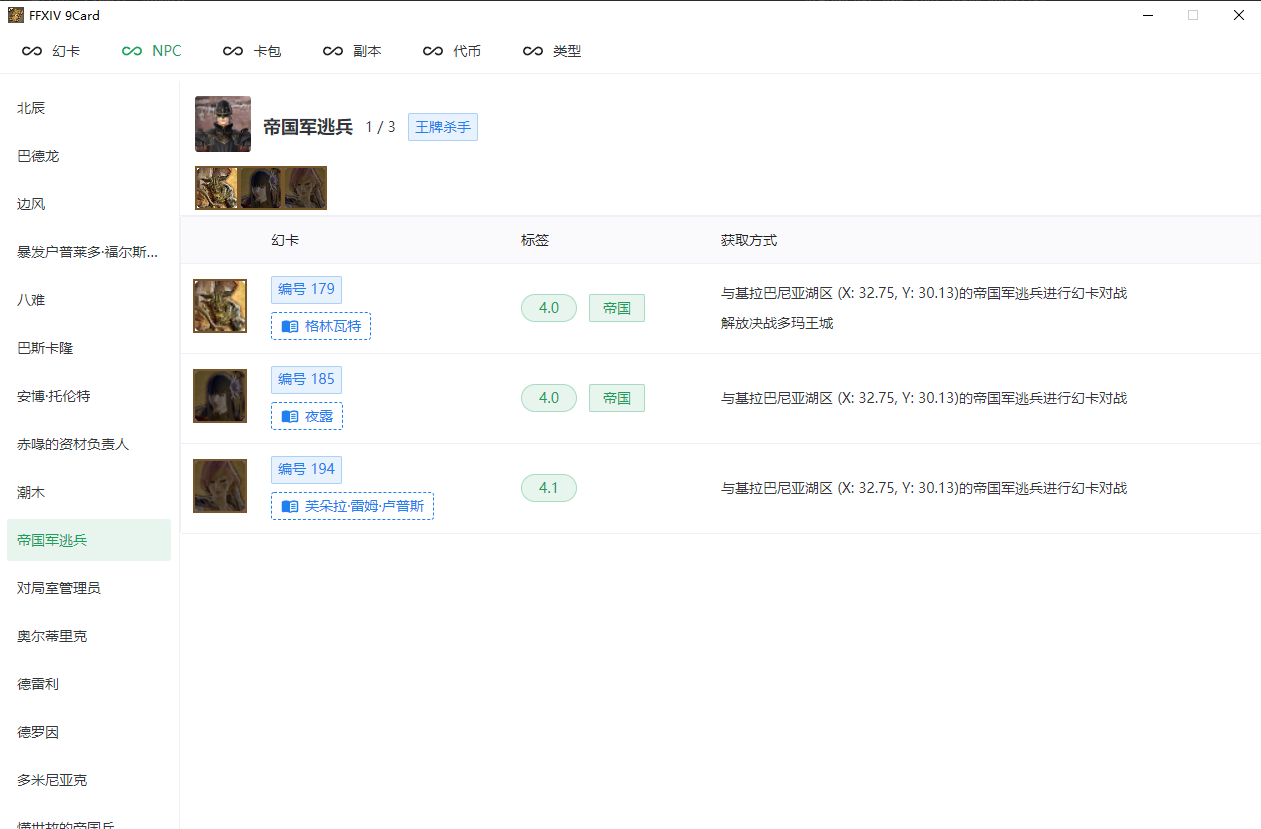 FFXIV 9Card
幻卡 NPC 卡包 副本 代币 类型
北辰
巴德龙
边风
暴发户普莱多·福尔斯...
八难
巴斯卡隆
安博·托伦特
赤喙的资材负责人
潮木
帝国军逃兵
对局室管理员
奥尔蒂里克
德雷利
德罗因
多米尼亚克
懂世故的帝国兵
帝国军逃兵 1 / 3 王牌杀手
幻卡 标签 获取方式
编号 179
格林瓦特
4.0 帝国
与基拉巴尼亚湖区 (X: 32.75, Y: 30.13)的帝国军逃兵进行幻卡对战
解放决战多玛王城
编号 185
夜露
4.0 帝国
与基拉巴尼亚湖区 (X: 32.75, Y: 30.13)的帝国军逃兵进行幻卡对战
编号 194
芙朵拉·雷姆·卢普斯
4.1
与基拉巴尼亚湖区 (X: 32.75, Y: 30.13)的帝国军逃兵进行幻卡对战